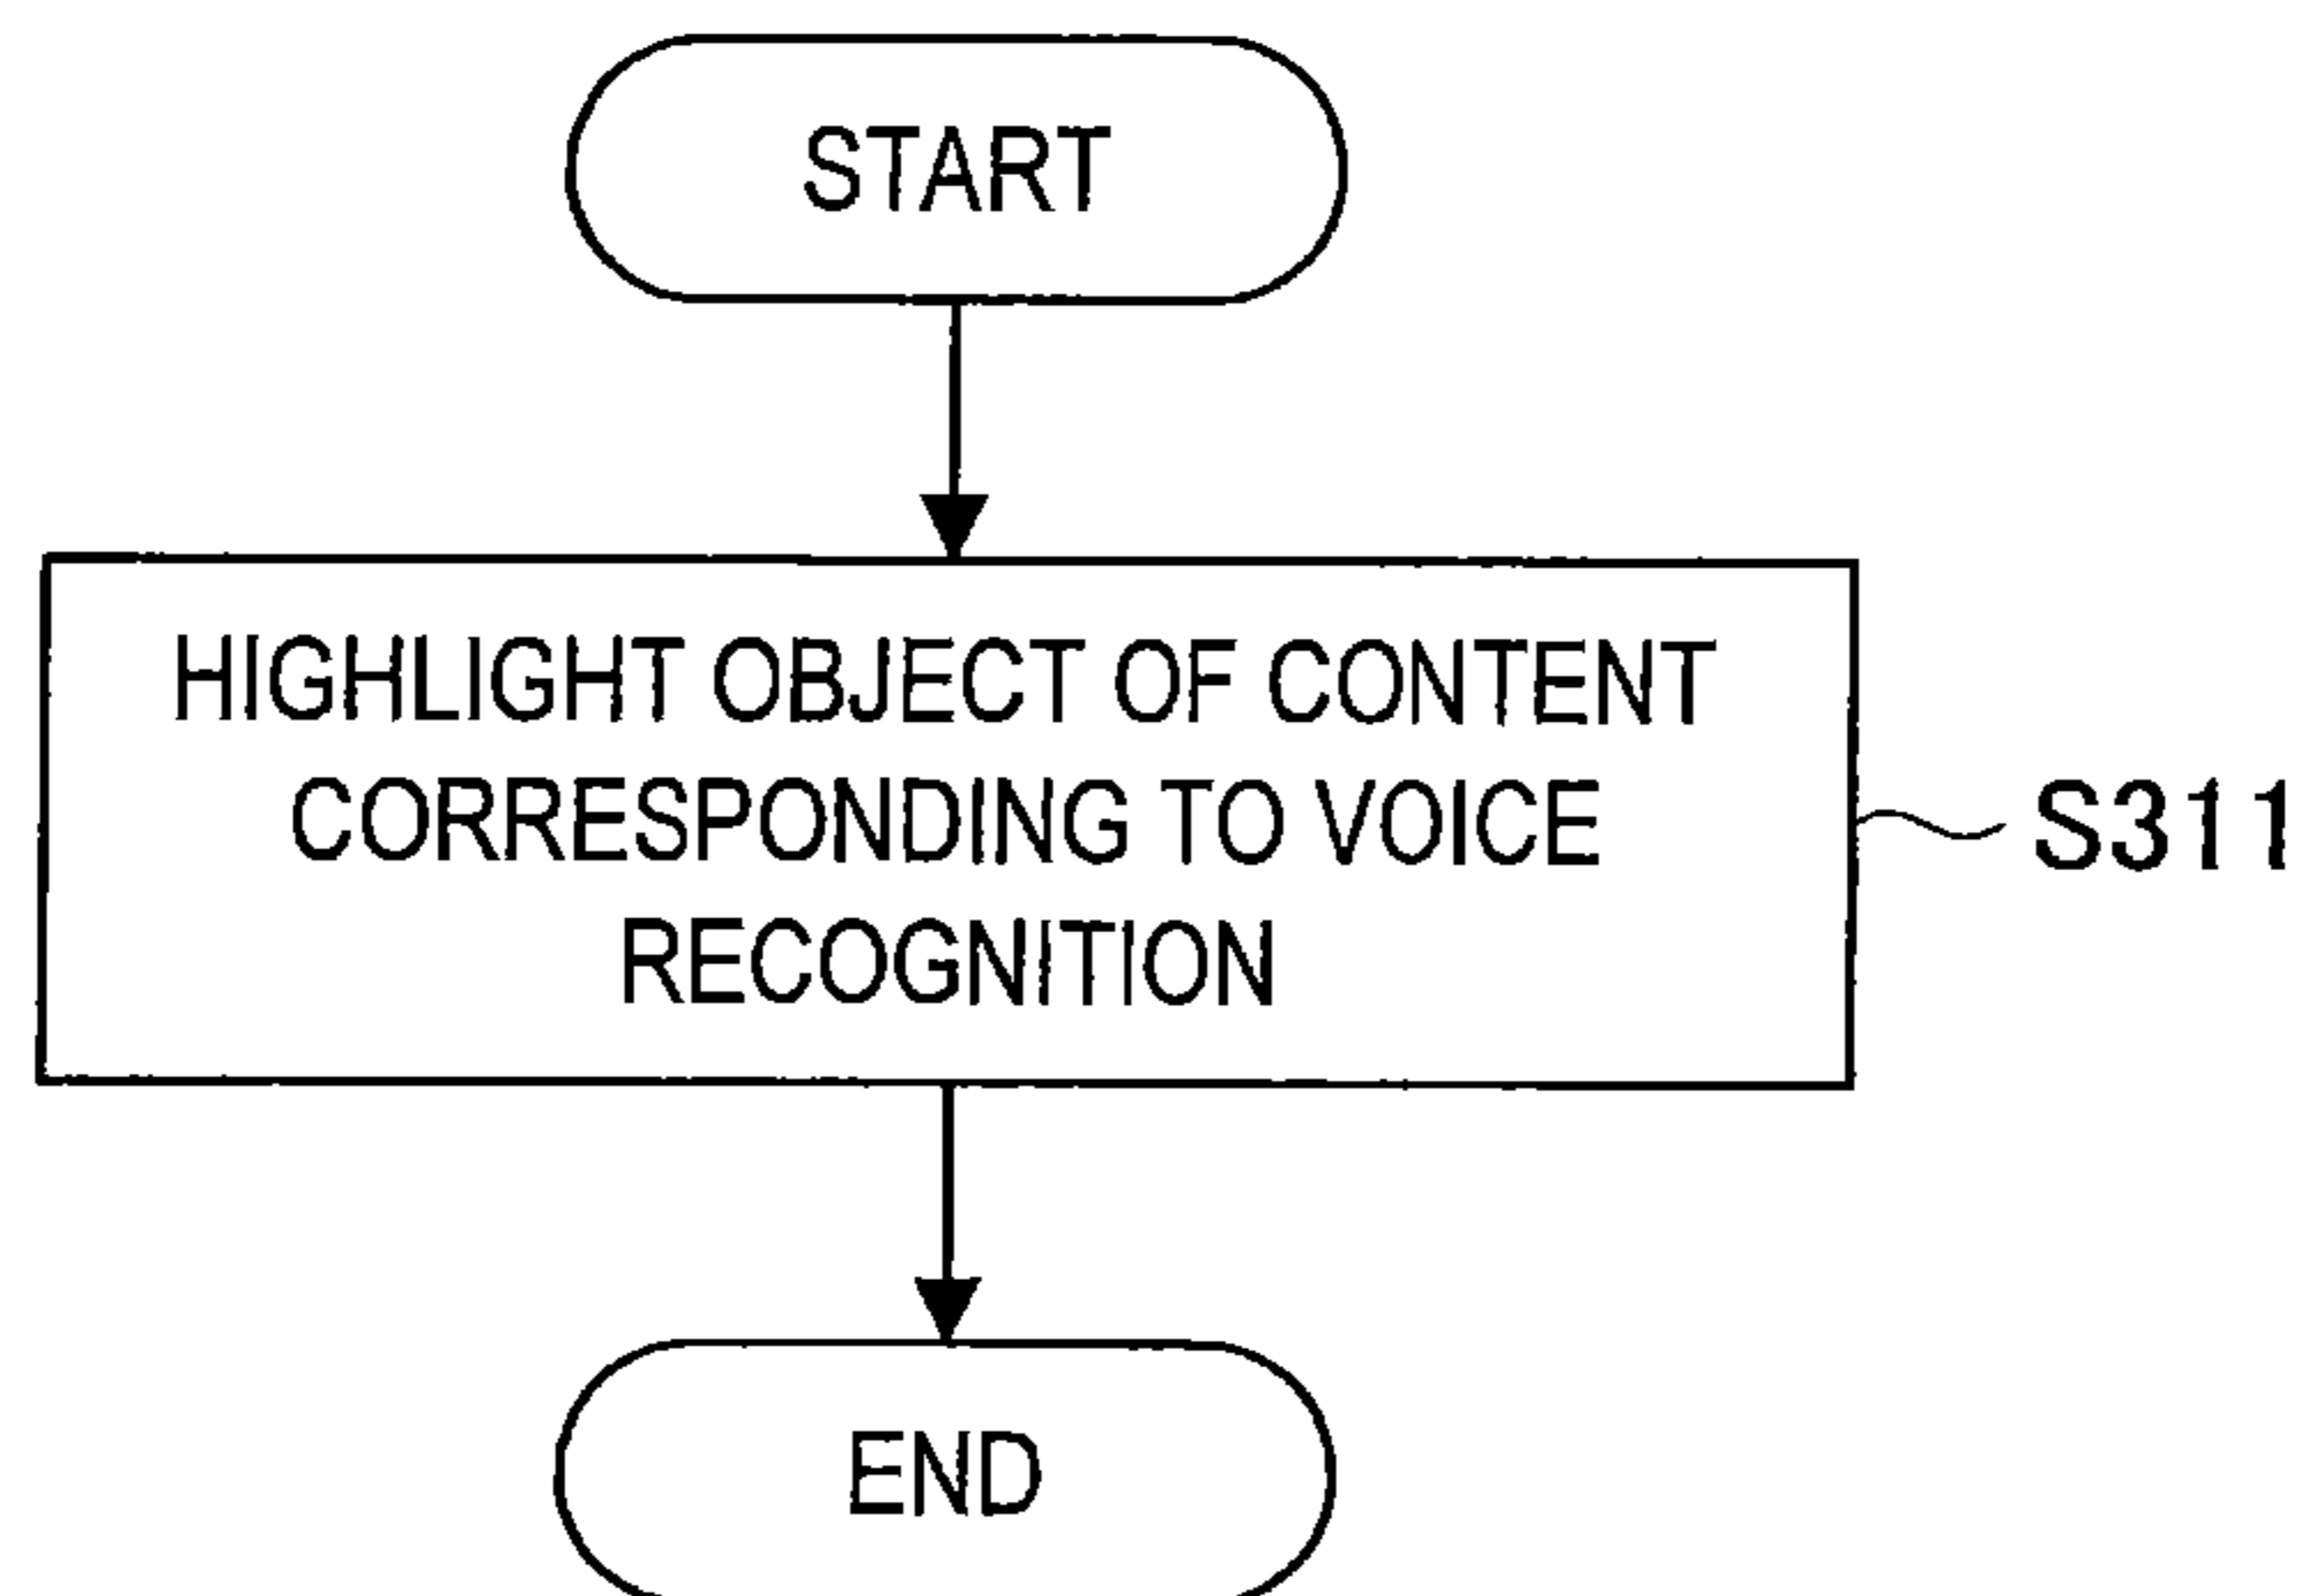 START
HIGHLIGHT OBJECT OF CONTENT
CORRESPONDING TO VOICE
RECOGNITION
S311
END